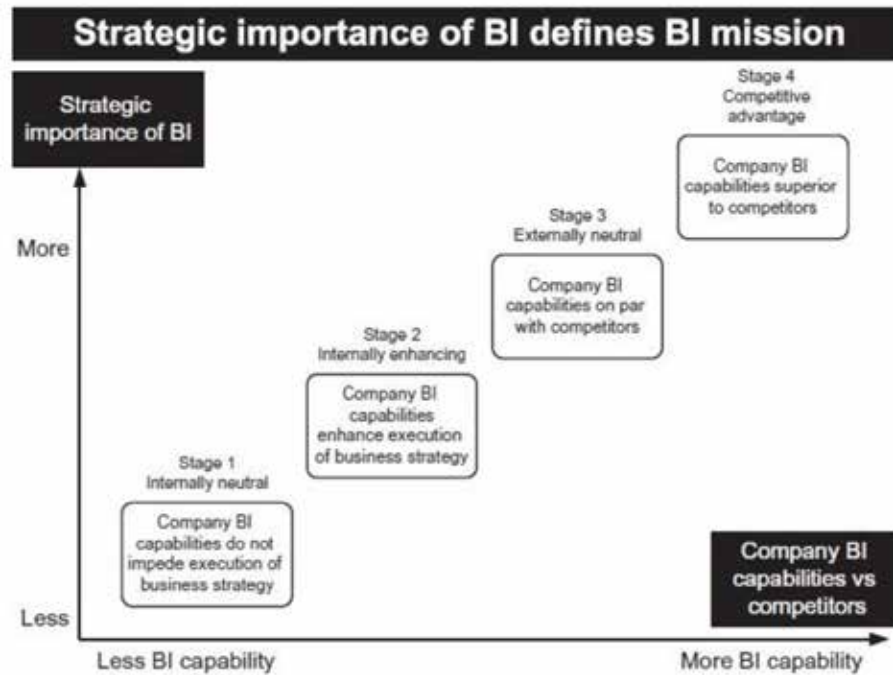 Strategic importance of BI defines BI mission
Strategic
importance of BI
Stage 4
Competitive
advantage
Company BI
capabilities superior
to competitors
Stage 3
Externally neutral
More
Company BI
capabilities on par
with competitors
Stage 2
Internally enhancing
Company BI
capabilities
enhance execution
of business strategy
Stage 1
Internally neutral
Company BI
capabilities do not
impede execution of
business strategy
Company BI
capabilities vs
competitors
Less
Less BI capability
More BI capability